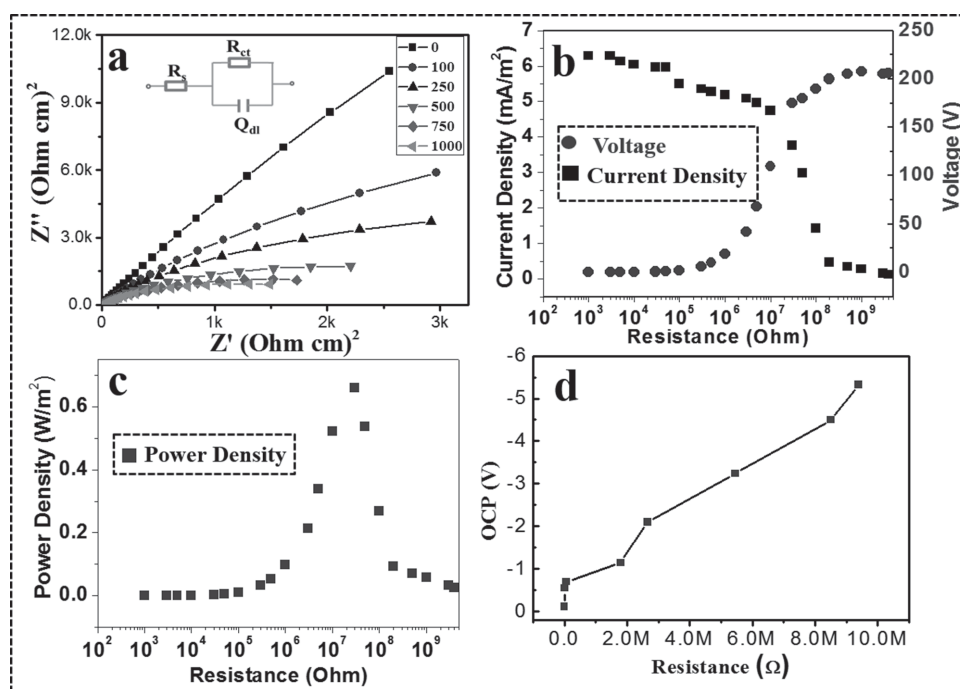 a
12.0k
9.0k
6.0k
3.0k
0.0
0
1k
2k
3k
Z'' (Ohm cm)²
Z' (Ohm cm)²
Rs
Rct
Qdl
0
100
250
500
750
1000
b
7
6
5
4
3
2
1
0
Current Density (mA/m²)
250
200
150
100
50
0
Voltage (V)
Voltage
Current Density
10² 10³ 10⁴ 10⁵ 10⁶ 10⁷ 10⁸ 10⁹
Resistance (Ohm)
c
0.6
0.4
0.2
0.0
Power Density (W/m²)
Power Density
10² 10³ 10⁴ 10⁵ 10⁶ 10⁷ 10⁸ 10⁹
Resistance (Ohm)
d
-6
-5
-4
-3
-2
-1
0
OCP (V)
0.0 2.0M 4.0M 6.0M 8.0M 10.0M
Resistance (Ω)